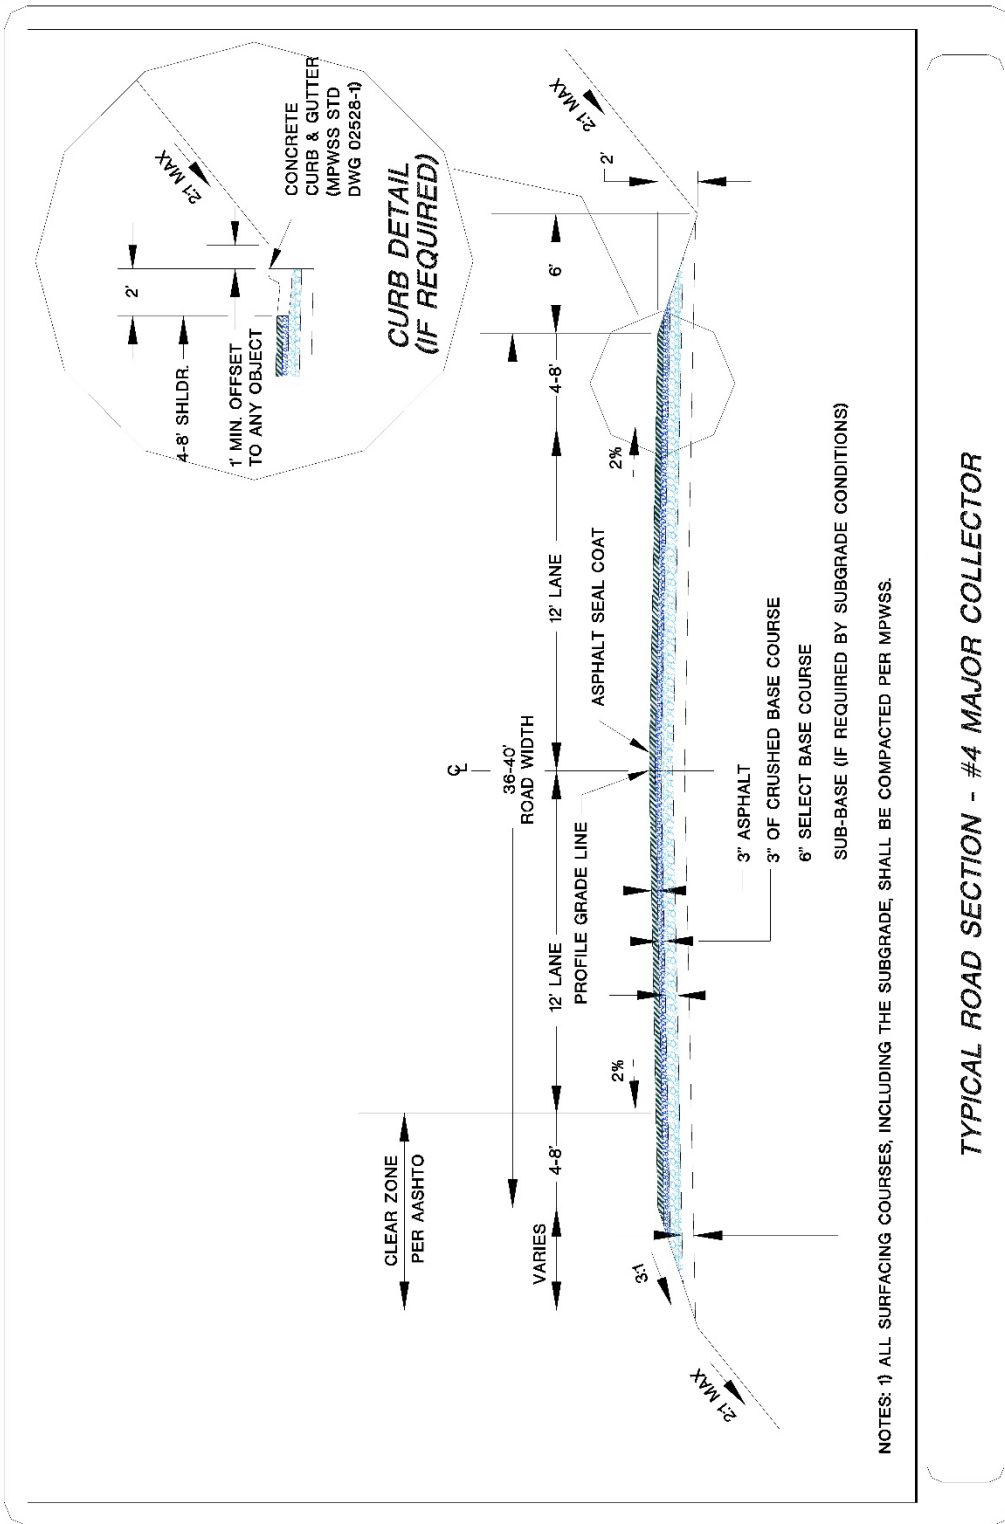 2:1 MAX
CONCRETE
CURB & GUTTER
(MPWSS STD
DWG 02528-1)
2'
4-8' SHLDR.
1' MIN. OFFSET
TO ANY OBJECT
CURB DETAIL
(IF REQUIRED)
2:1 MAX
2'
CLEAR ZONE
PER AASHTO
℄
36-40'
ROAD WIDTH
VARIES
4-8'
12' LANE
12' LANE
4-8'
6'
PROFILE GRADE LINE
ASPHALT SEAL COAT
3:1
2%
2%
2:1 MAX
3" ASPHALT
3" OF CRUSHED BASE COURSE
6" SELECT BASE COURSE
SUB-BASE (IF REQUIRED BY SUBGRADE CONDITIONS)
NOTES: 1) ALL SURFACING COURSES, INCLUDING THE SUBGRADE, SHALL BE COMPACTED PER MPWSS.
TYPICAL ROAD SECTION - #4 MAJOR COLLECTOR